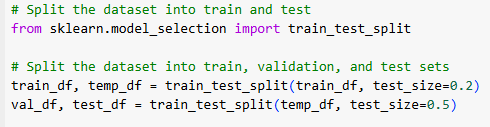 # Split the dataset into train and test
from sklearn.model_selection import train_test_split
# Split the dataset into train, validation, and test sets
train_df, temp_df = train_test_split(train_df, test_size=0.2)
val_df, test_df = train_test_split(temp_df, test_size=0.5)